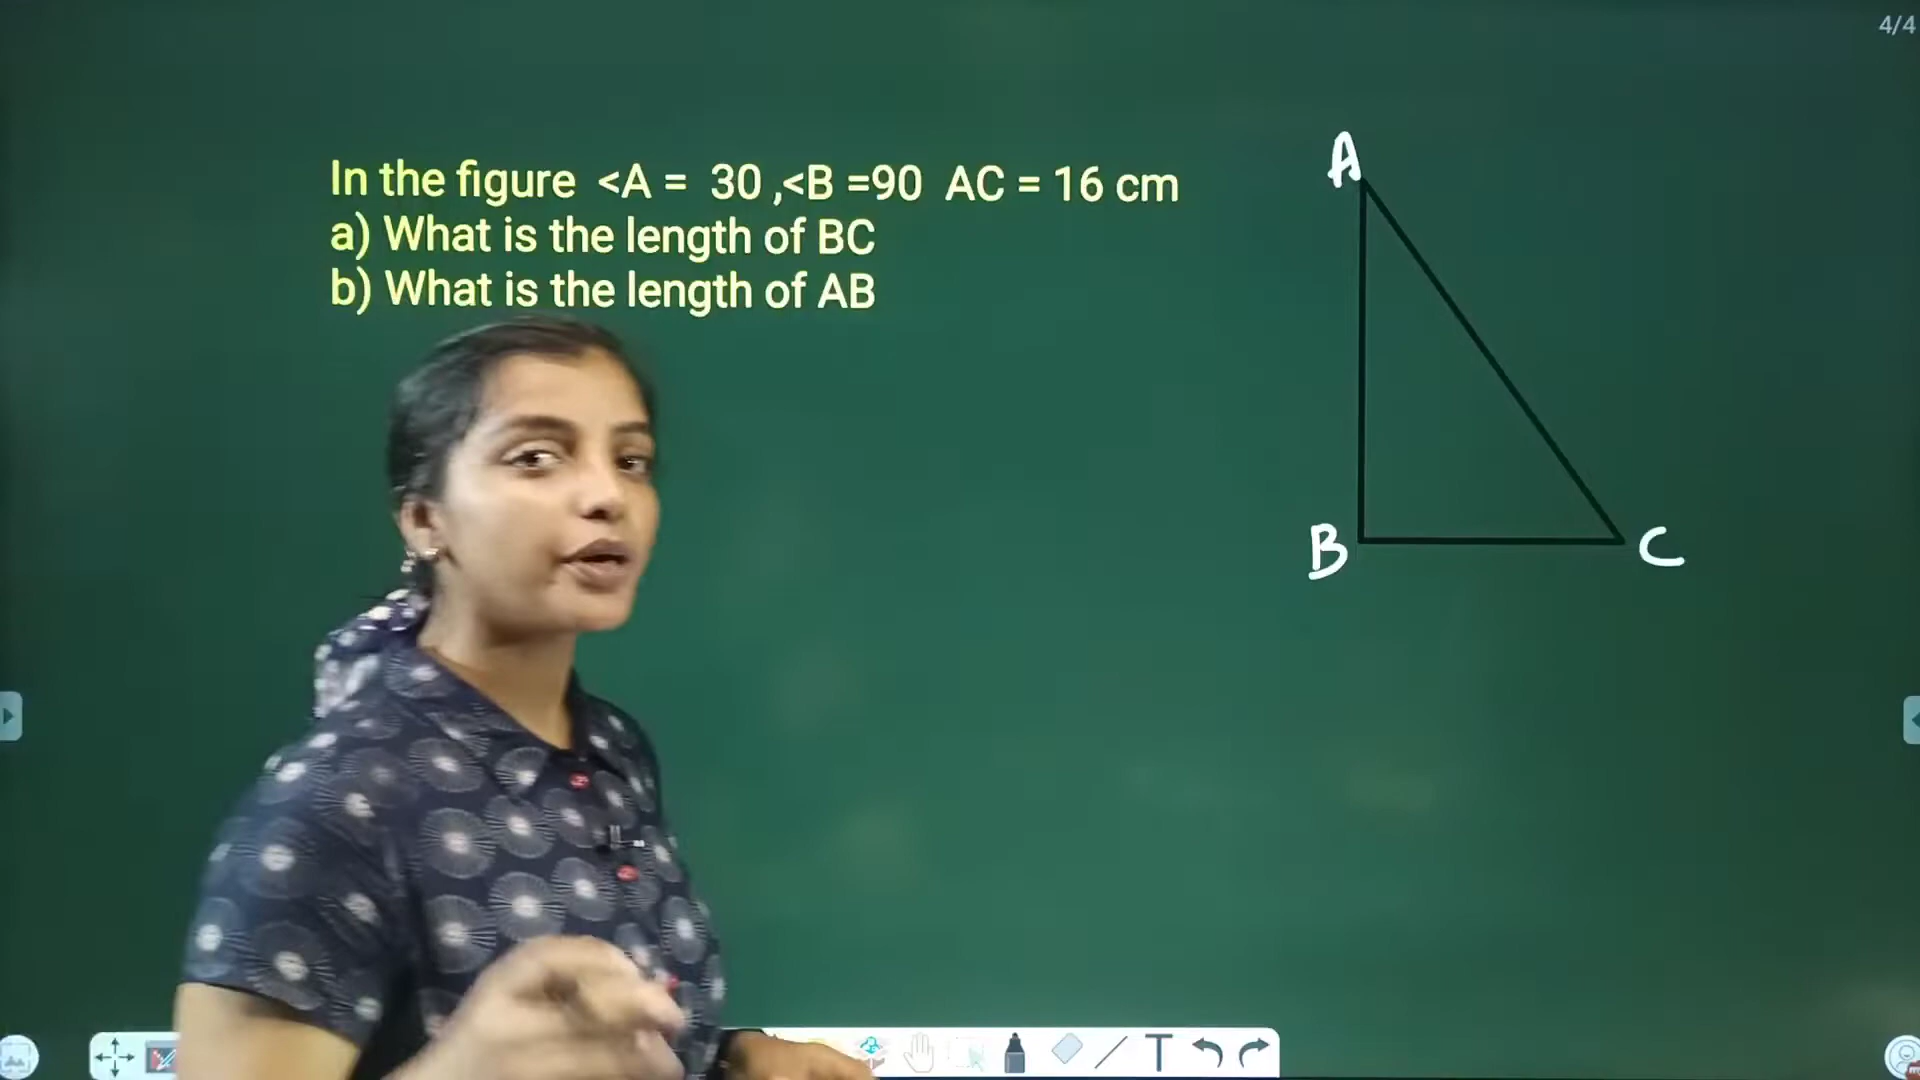 4/4
In the figure <A = 30 ,<B =90 AC = 16 cm
a) What is the length of BC
b) What is the length of AB
A
B
C
T